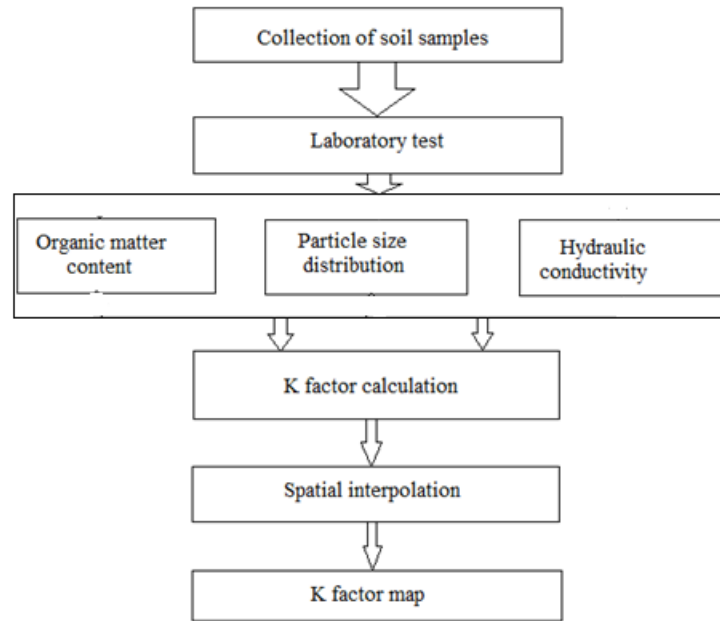 Collection of soil samples
Laboratory test
Organic matter
content
Particle size
distribution
Hydraulic
conductivity
K factor calculation
Spatial interpolation
K factor map